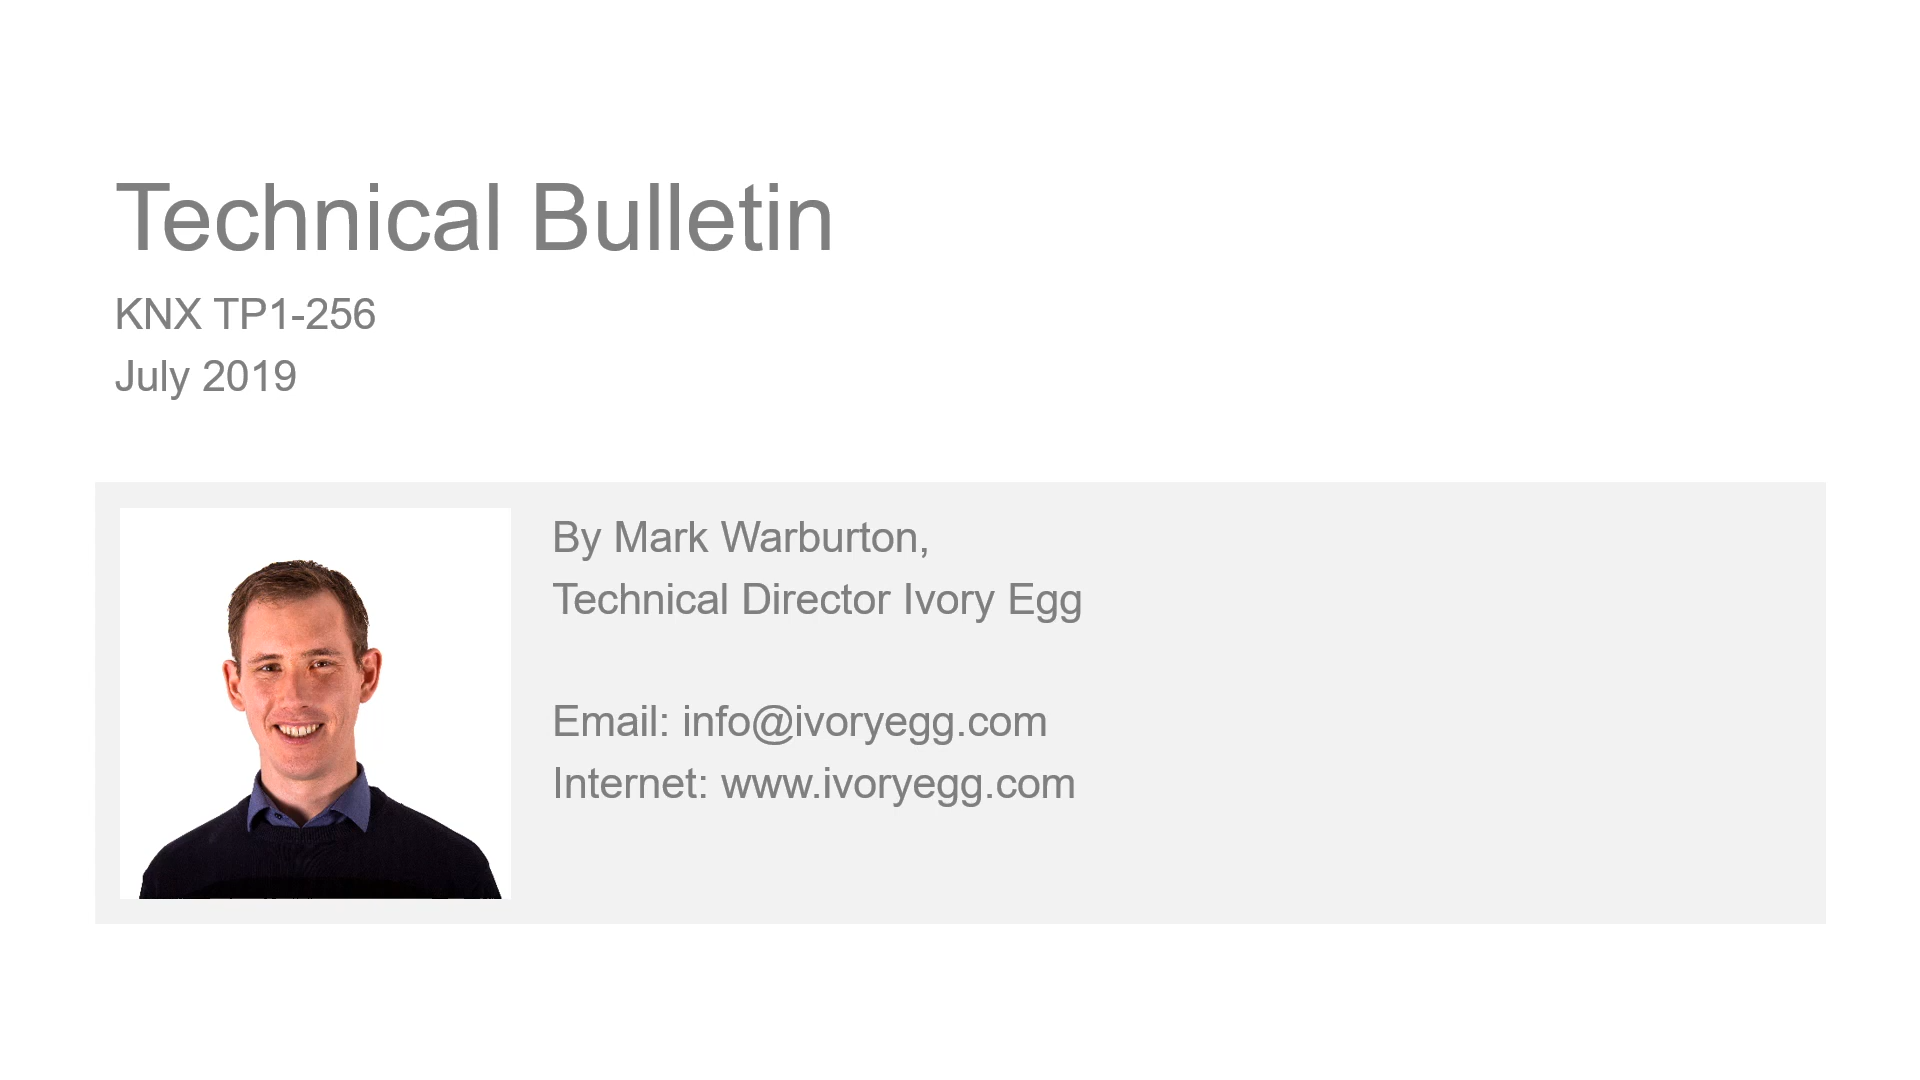 Technical Bulletin
KNX TP1-256
July 2019
By Mark Warburton,
Technical Director Ivory Egg
Email: info@ivoryegg.com
Internet: www.ivoryegg.com